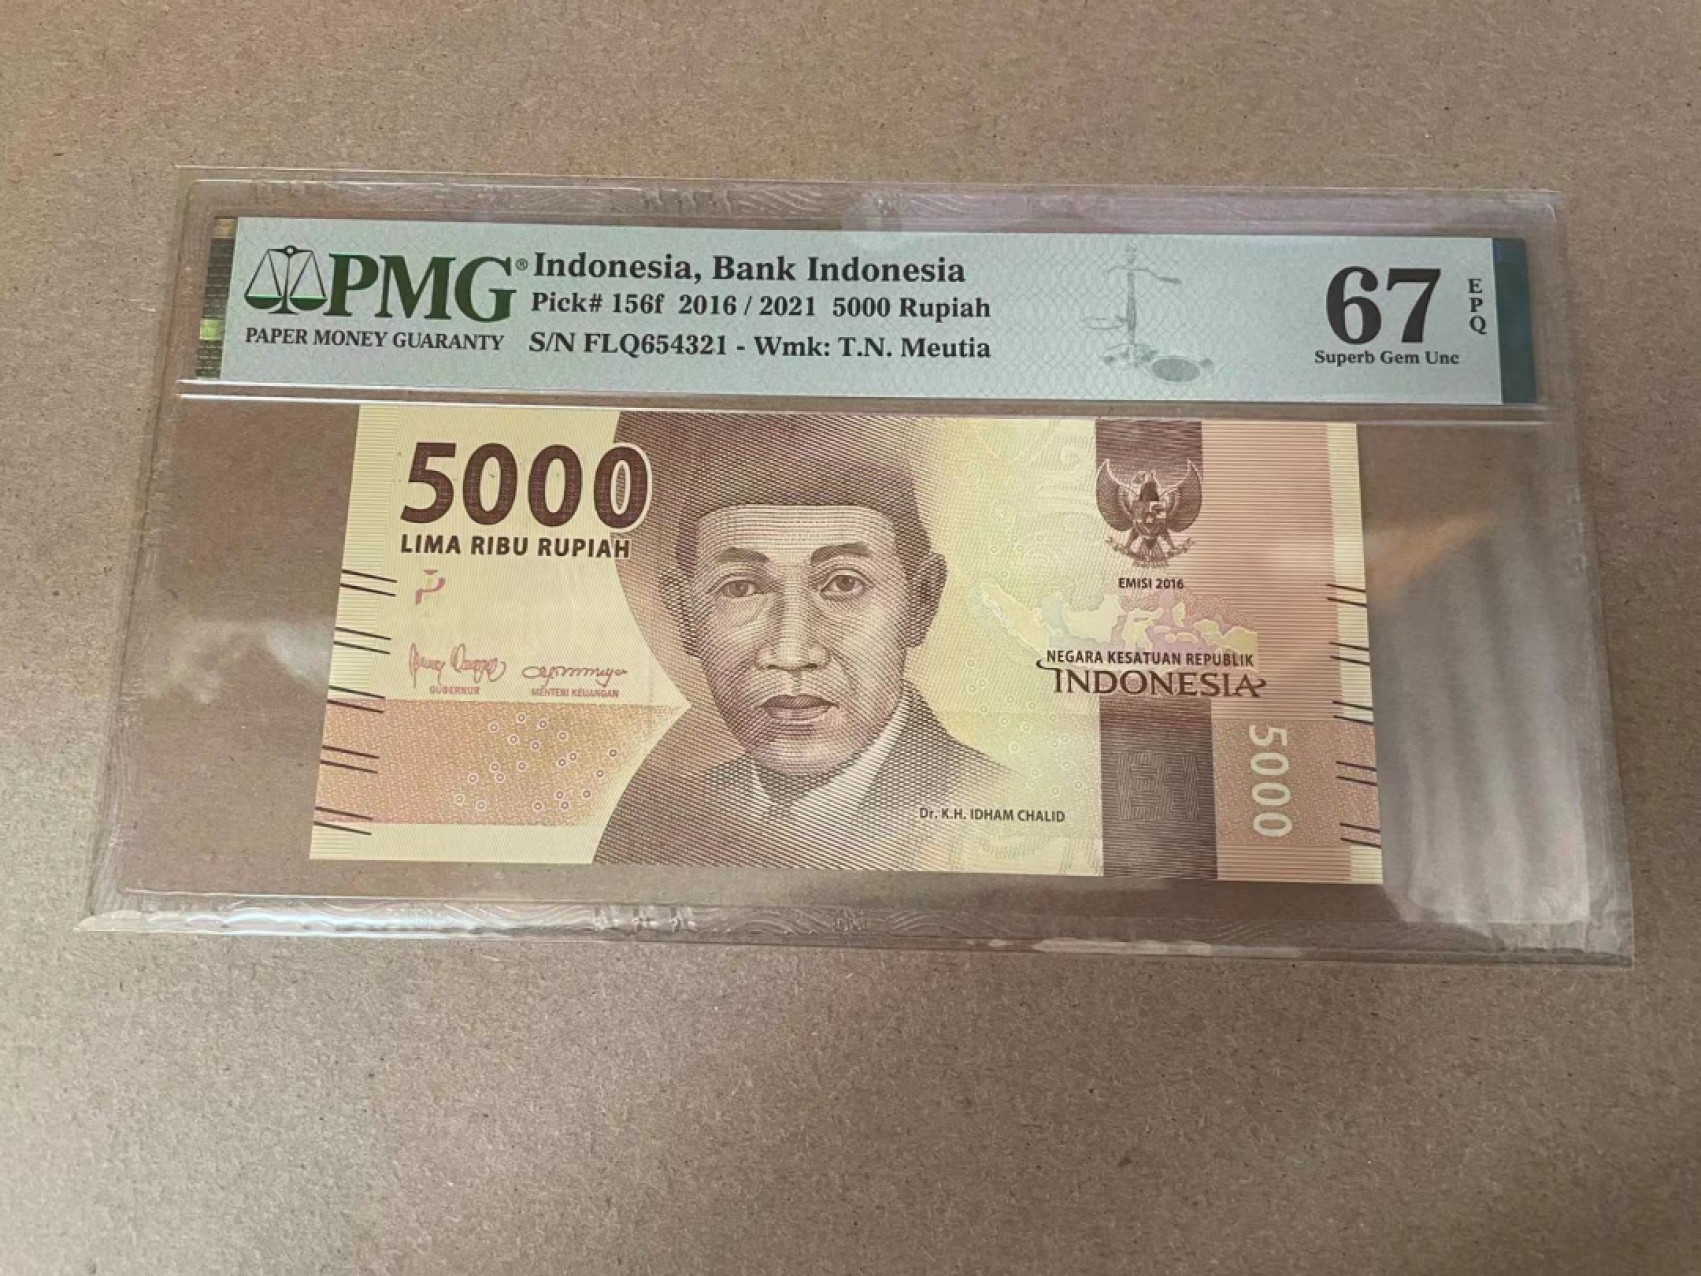 PMG®
PAPER MONEY GUARANTY
Indonesia, Bank Indonesia
Pick# 156f 2016 / 2021 5000 Rupiah
S/N FLQ654321 - Wmk: T.N. Meutia
67
EPQ
Superb Gem Unc
5000
LIMA RIBU RUPIAH
GUBERNUR
MENTERI KEUANGAN
EMISI 2016
NEGARA KESATUAN REPUBLIK
INDONESIA
Dr. K.H. IDHAM CHALID
5000